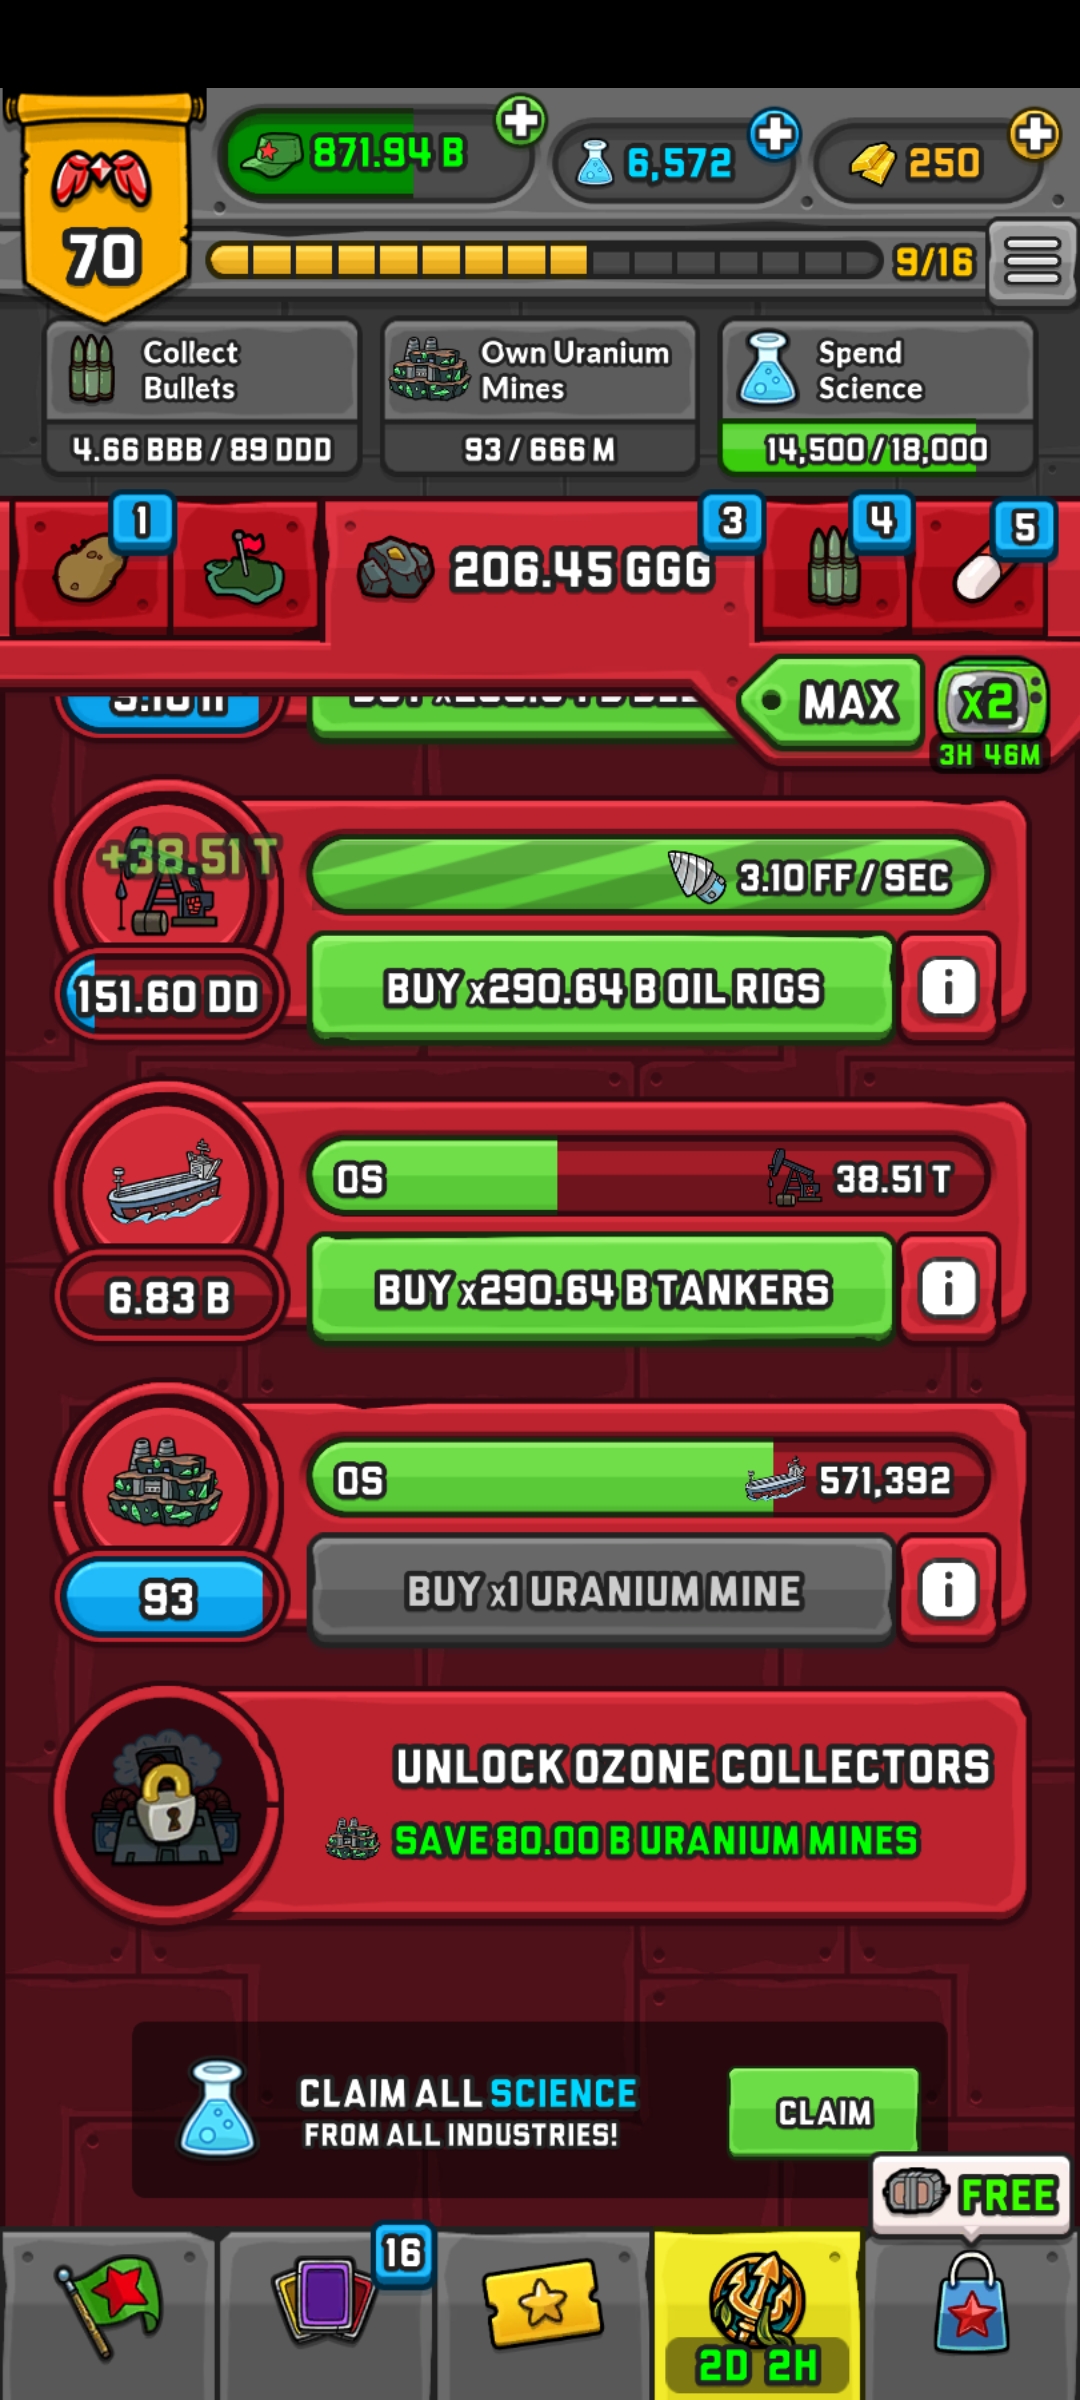 871.94 B
6,572
250
70
9/16
Collect
Bullets
Own Uranium
Mines
Spend
Science
4.66 BBB / 89 DDD
93 / 666 M
14,500/18,000
1
206.45 GGG
3
4
5
MAX
x2
3H 46M
+38.51 T
3.10 FF / SEC
151.60 DD
BUY x290.64 B OIL RIGS
i
0S
38.51 T
6.83 B
BUY x290.64 B TANKERS
i
0S
571,392
93
BUY x1 URANIUM MINE
i
UNLOCK OZONE COLLECTORS
SAVE 80.00 B URANIUM MINES
CLAIM ALL SCIENCE
FROM ALL INDUSTRIES!
CLAIM
FREE
16
2D 2H